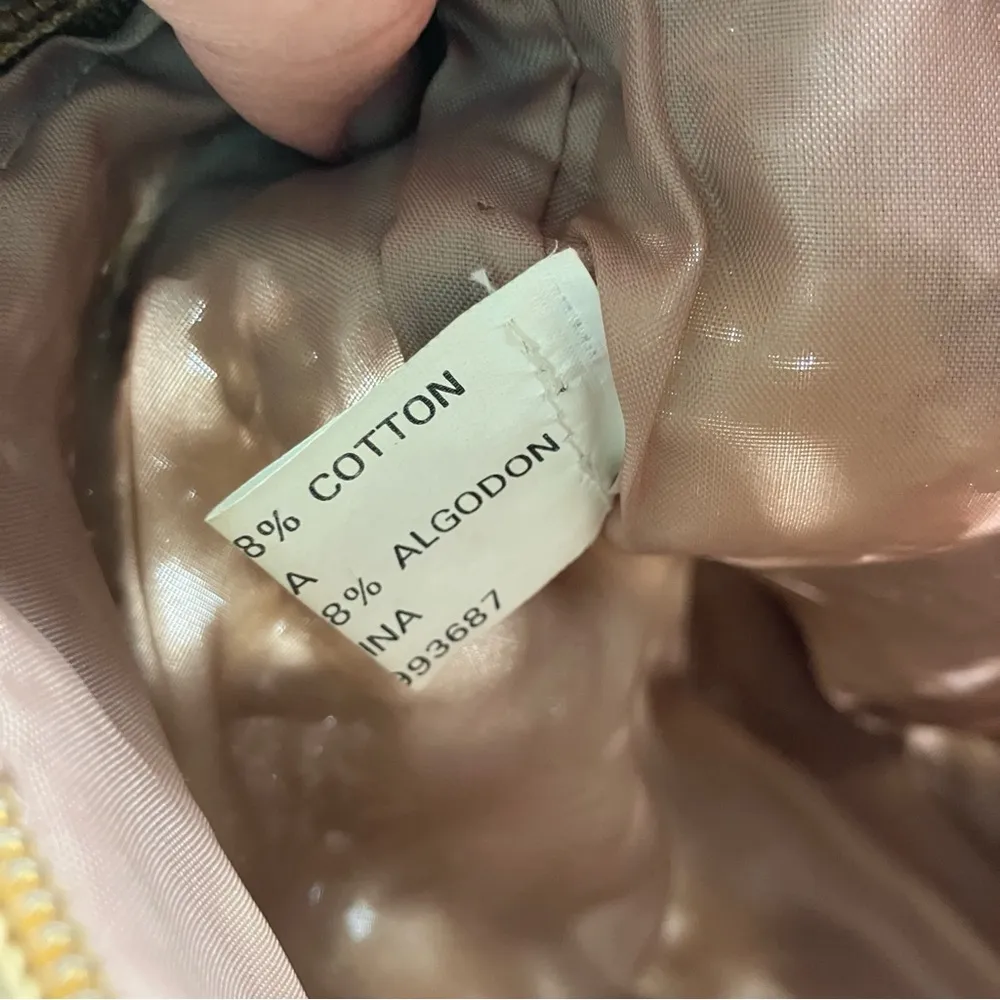 8% COTTON
A
8% ALGODON
INA
993687